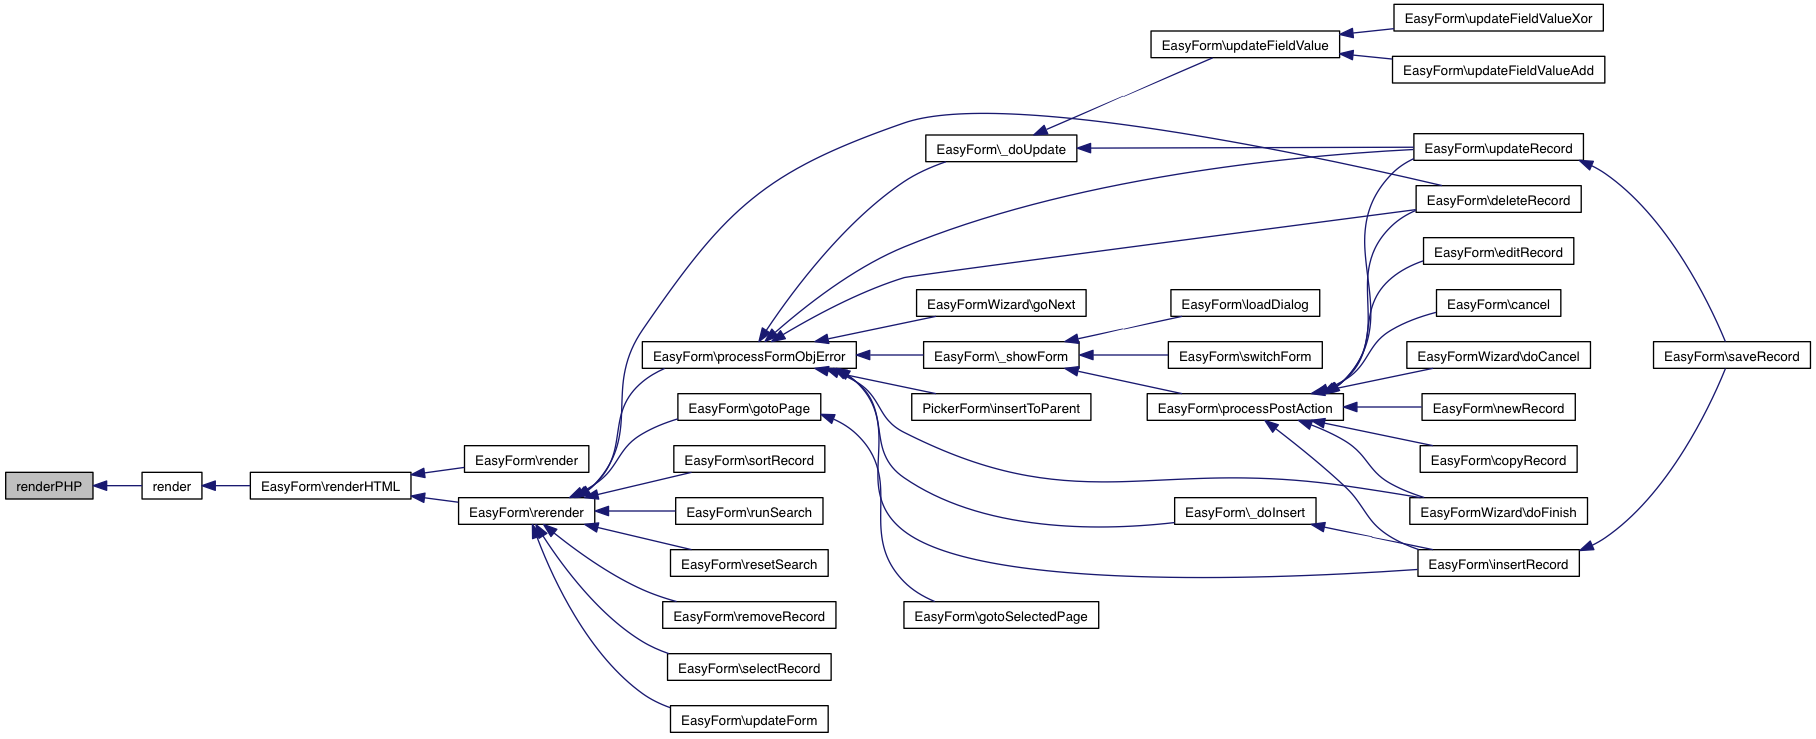 EasyForm\updateFieldValueXor
EasyForm\updateFieldValue
EasyForm\updateFieldValueAdd
EasyForm\_doUpdate
EasyForm\updateRecord
EasyForm\deleteRecord
EasyForm\editRecord
EasyFormWizard\goNext
EasyForm\loadDialog
EasyForm\cancel
EasyForm\processFormObjError
EasyForm\_showForm
EasyForm\switchForm
EasyFormWizard\doCancel
EasyForm\saveRecord
EasyForm\gotoPage
PickerForm\insertToParent
EasyForm\processPostAction
EasyForm\newRecord
EasyForm\render
EasyForm\sortRecord
EasyForm\copyRecord
renderPHP
render
EasyForm\renderHTML
EasyForm\rerender
EasyForm\runSearch
EasyForm\_doInsert
EasyFormWizard\doFinish
EasyForm\resetSearch
EasyForm\insertRecord
EasyForm\removeRecord
EasyForm\gotoSelectedPage
EasyForm\selectRecord
EasyForm\updateForm